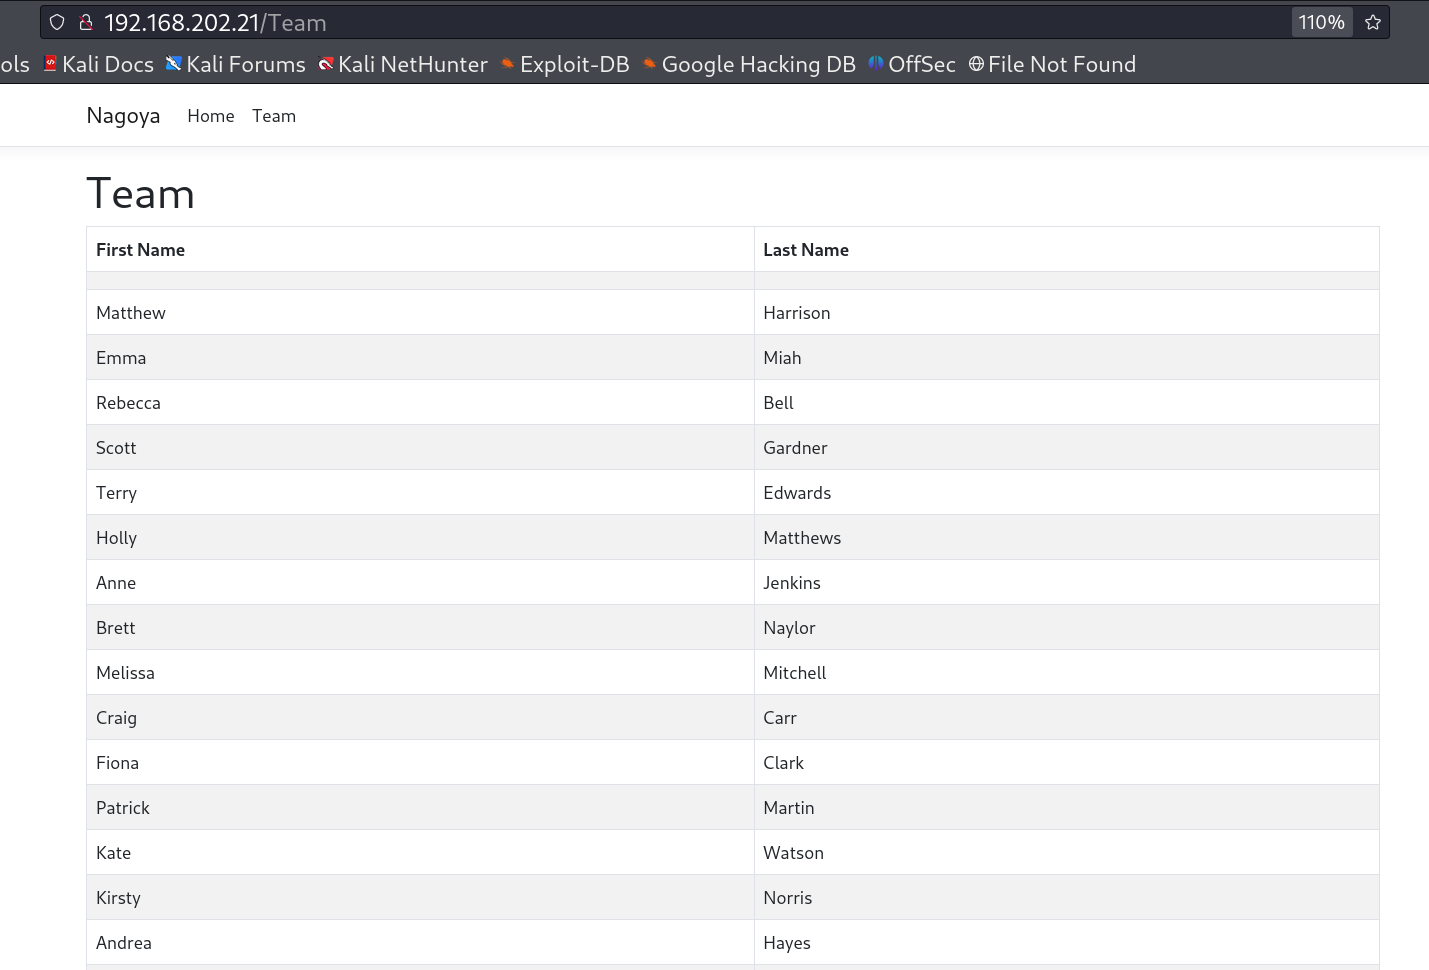 192.168.202.21/Team 110%
ols Kali Docs Kali Forums Kali NetHunter Exploit-DB Google Hacking DB OffSec File Not Found
Nagoya Home Team
Team
First Name Last Name
Matthew Harrison
Emma Miah
Rebecca Bell
Scott Gardner
Terry Edwards
Holly Matthews
Anne Jenkins
Brett Naylor
Melissa Mitchell
Craig Carr
Fiona Clark
Patrick Martin
Kate Watson
Kirsty Norris
Andrea Hayes